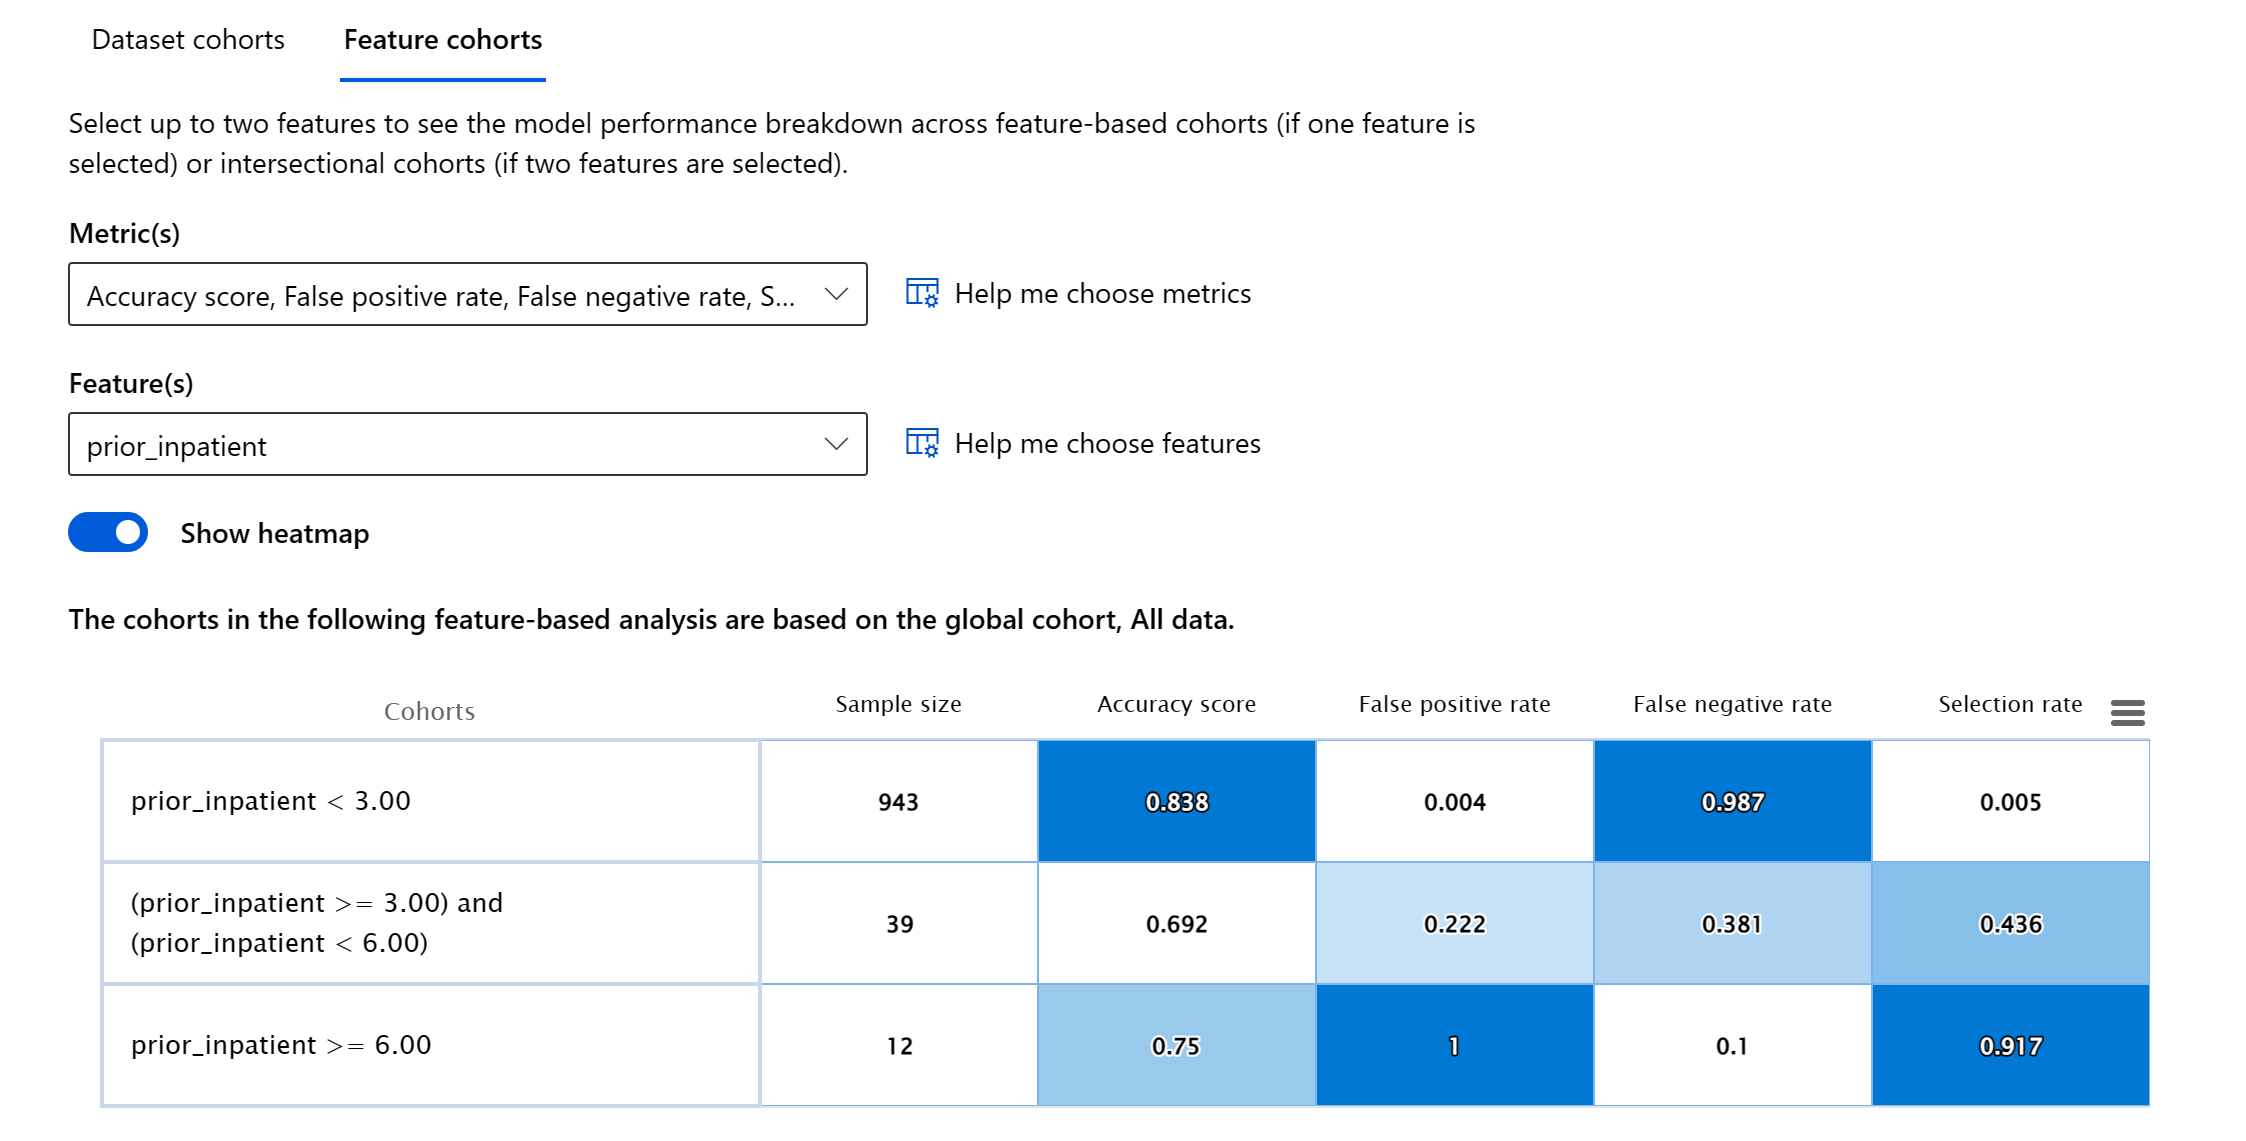 Dataset cohorts Feature cohorts
Select up to two features to see the model performance breakdown across feature-based cohorts (if one feature is
selected) or intersectional cohorts (if two features are selected).
Metric(s)
Accuracy score, False positive rate, False negative rate, S... Help me choose metrics
Feature(s)
prior_inpatient Help me choose features
Show heatmap
The cohorts in the following feature-based analysis are based on the global cohort, All data.
Cohorts Sample size Accuracy score False positive rate False negative rate Selection rate
prior_inpatient < 3.00 943 0.838 0.004 0.987 0.005
(prior_inpatient >= 3.00) and
(prior_inpatient < 6.00) 39 0.692 0.222 0.381 0.436
prior_inpatient >= 6.00 12 0.75 1 0.1 0.917